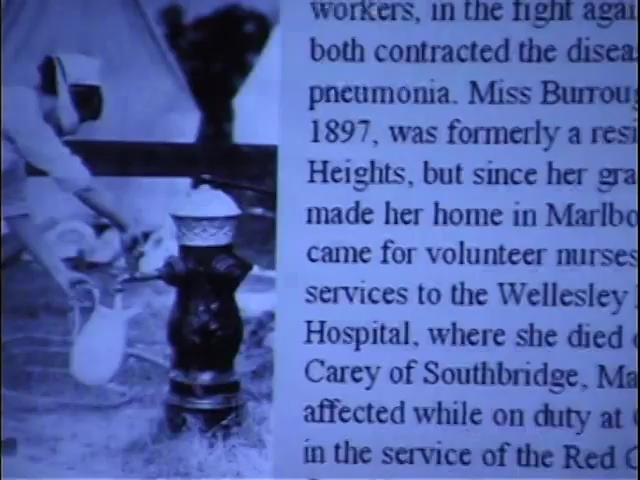 workers, in the fight agai
both contracted the disea
pneumonia. Miss Burroug
1897, was formerly a resi
Heights, but since her gra
made her home in Marlbo
came for volunteer nurses
services to the Wellesley
Hospital, where she died
Carey of Southbridge, Ma
affected while on duty at
in the service of the Red C